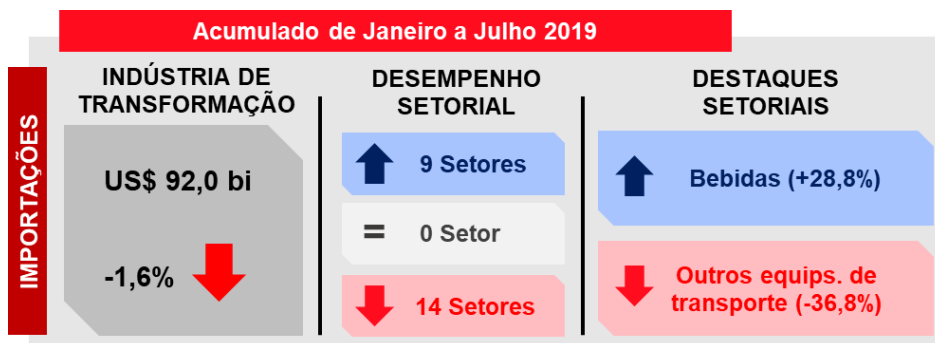 Acumulado de Janeiro a Julho 2019
IMPORTAÇÕES
INDÚSTRIA DE
TRANSFORMAÇÃO
US$ 92,0 bi
-1,6%
DESEMPENHO
SETORIAL
9 Setores
= 0 Setor
14 Setores
DESTAQUES
SETORIAIS
Bebidas (+28,8%)
Outros equips. de
transporte (-36,8%)